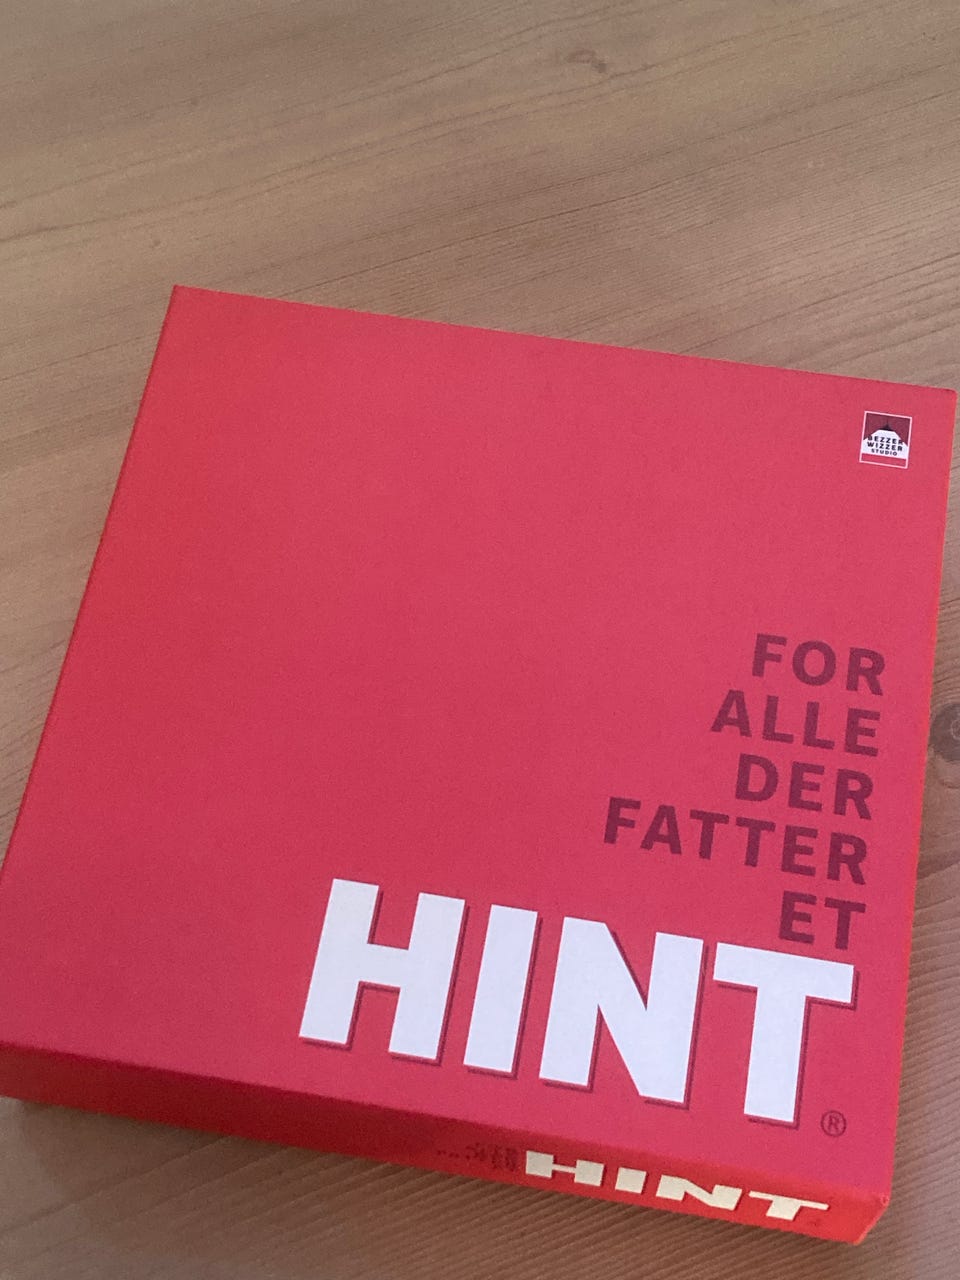 BEZZER
WIZZER
STUDIO
FOR
ALLE
DER
FATTER
ET
HINT
®
HINT